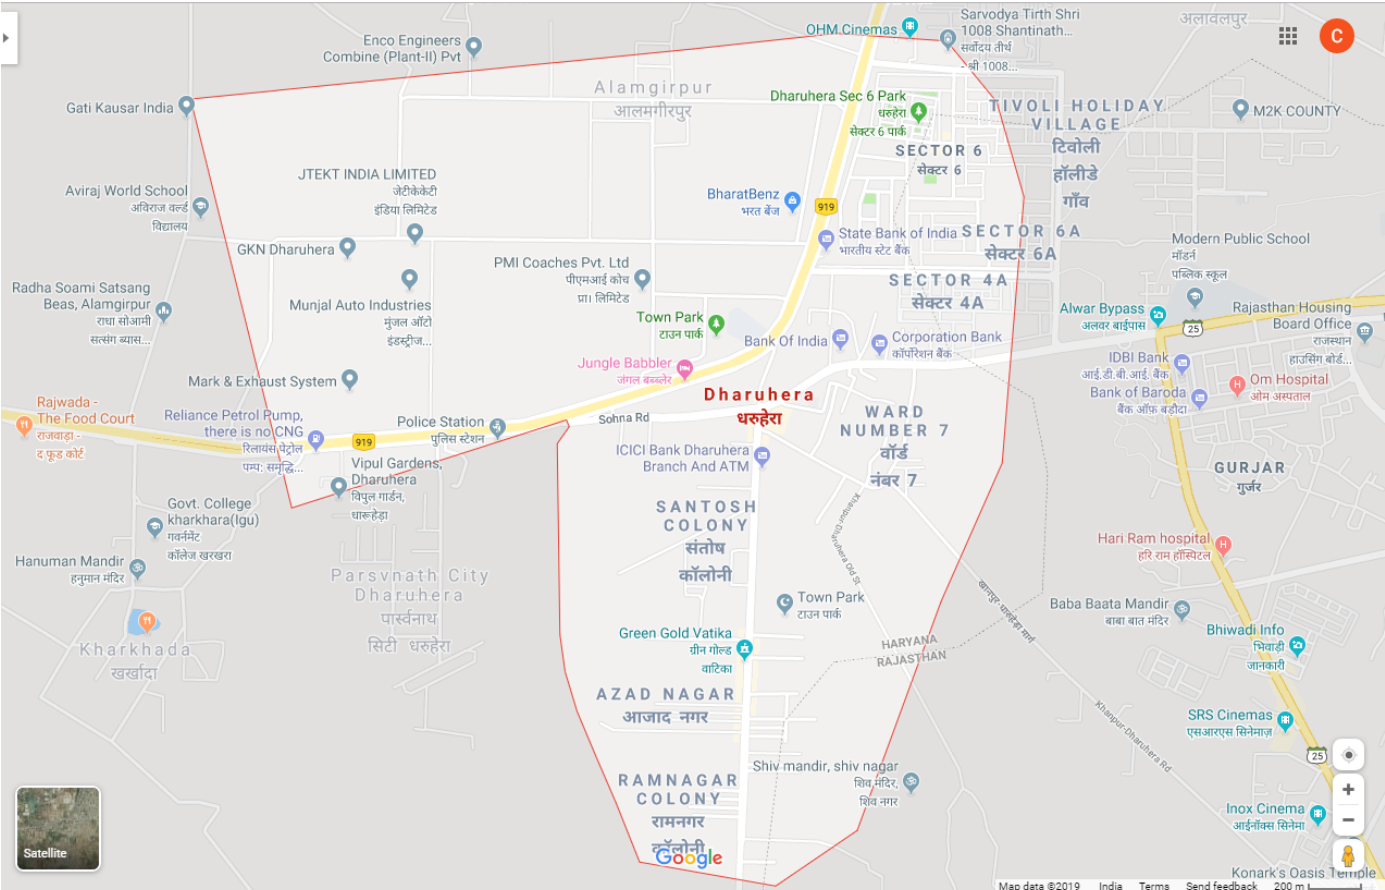 अलावलपुर
Sarvodya Tirth Shri
1008 Shantinath...
सर्वोदय तीर्थ
- श्री 1008...
OHM Cinemas
C
Enco Engineers
Combine (Plant-II) Pvt
Gati Kausar India
Alamgirpur
आलमगीरपुर
Dharuhera Sec 6 Park
धरुहेरा
सेक्टर 6 पार्क
TIVOLI HOLIDAY
VILLAGE
टिवोली
हॉलीडे
गाँव
M2K COUNTY
SECTOR 6
सेक्टर 6
JTEKT INDIA LIMITED
जेटीकेकेटी
इंडिया लिमिटेड
Aviraj World School
अविराज वर्ल्ड
विद्यालय
BharatBenz
भारत बेंज
919
State Bank of India
भारतीय स्टेट बैंक
SECTOR 6A
सेक्टर 6A
GKN Dharuhera
Modern Public School
मॉडर्न
पब्लिक स्कूल
PMI Coaches Pvt. Ltd
पीएमआई कोच
प्रा। लिमिटेड
SECTOR 4A
सेक्टर 4A
Radha Soami Satsang
Beas, Alamgirpur
राधा सोआमी
सत्संग ब्यास...
Munjal Auto Industries
मुंजल ऑटो
इंडस्ट्रीज...
Alwar Bypass
अलवर बाईपास
Rajasthan Housing
Board Office
राजस्थान
हाउसिंग बोर्ड...
25
Town Park
टाउन पार्क
Bank Of India
Corporation Bank
कॉर्पोरेशन बैंक
Jungle Babbler
जंगल बब्ब्लेर
IDBI Bank
आई.डी.बी.आई. बैंक
Bank of Baroda
बैंक ऑफ़ बड़ोदा
Om Hospital
ओम अस्पताल
Mark & Exhaust System
Dharuhera
धरुहेरा
Rajwada -
The Food Court
राजवाड़ा -
द फूड कोर्ट
Reliance Petrol Pump,
there is no CNG
रिलायंस पेट्रोल
पम्प: समृद्धि...
919
Police Station
पुलिस स्टेशन
Sohna Rd
WARD
NUMBER 7
वॉर्ड
नंबर 7
ICICI Bank Dharuhera
Branch And ATM
Vipul Gardens,
Dharuhera
विपुल गार्डन,
धारूहेड़ा
GURJAR
गुर्जर
Govt. College
kharkhara(Igu)
गवर्नमेंट
कॉलेज खरखरा
SANTOSH
COLONY
संतोष
कॉलोनी
Khanpur-Dharuhera Old St
Hari Ram hospital
हरि राम हॉस्पिटल
Hanuman Mandir
हनुमान मंदिर
Parsvnath City
Dharuhera
पार्स्वनाथ
सिटी धरुहेरा
Town Park
टाउन पार्क
Baba Baata Mandir
बाबा बात मंदिर
Green Gold Vatika
ग्रीन गोल्ड
वाटिका
Kharkhada
खर्खादा
HARYANA
RAJASTHAN
Bhiwadi Info
भिवाड़ी
जानकारी
AZAD NAGAR
आजाद नगर
Khanpur-Dharuhera Rd
SRS Cinemas
एसआरएस सिनेमाज़
25
Shiv mandir, shiv nagar
शिव मंदिर,
शिव नगर
RAMNAGAR
COLONY
रामनगर
कॉलोनी
Inox Cinema
आईनॉक्स सिनेमा
Satellite
Google
Konark's Oasis Temple
Map data ©2019 India Terms Send feedback 200 m